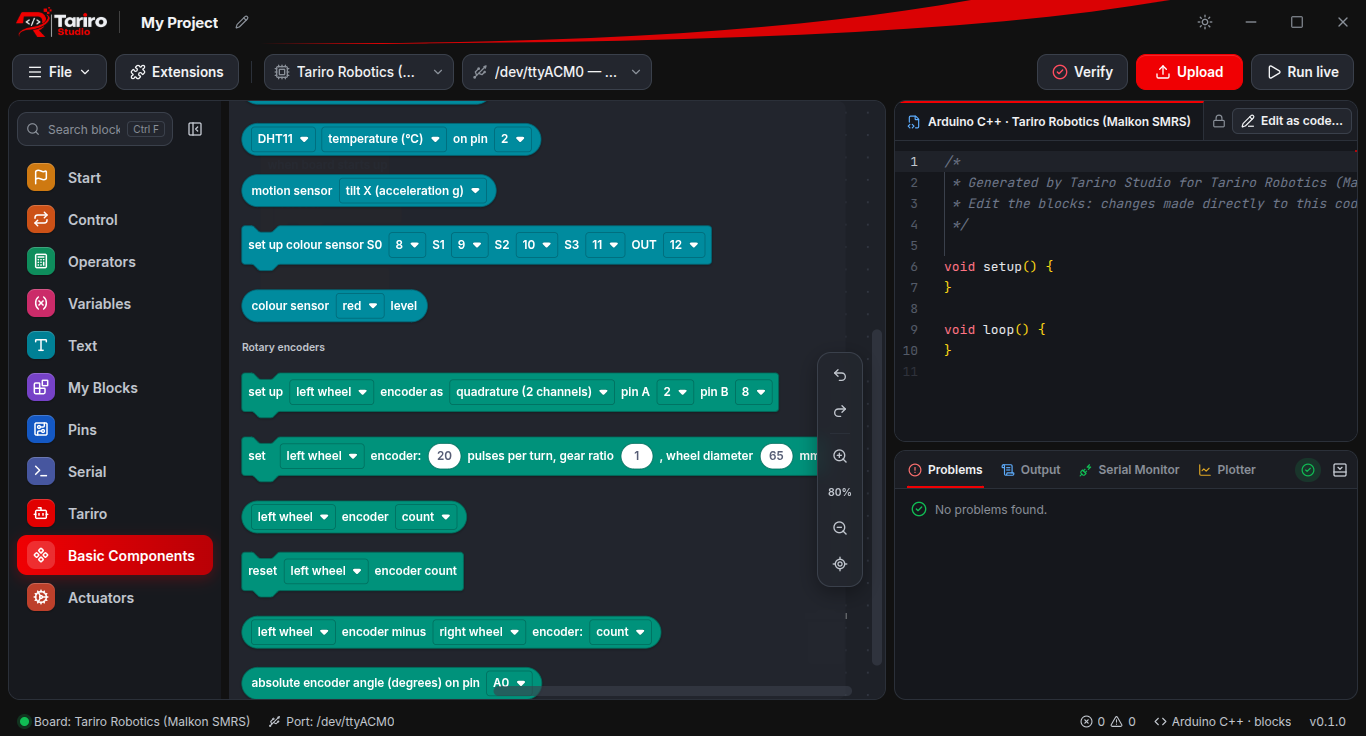 Tariro
Studio
My Project
File
Extensions
Tariro Robotics (...
/dev/ttyACM0 — ...
Verify
Upload
Run live
Search block
Ctrl F
Start
Control
Operators
Variables
Text
My Blocks
Pins
Serial
Tariro
Basic Components
Actuators
DHT11 temperature (°C) on pin 2
motion sensor tilt X (acceleration g)
set up colour sensor S0 8 S1 9 S2 10 S3 11 OUT 12
colour sensor red level
Rotary encoders
set up left wheel encoder as quadrature (2 channels) pin A 2 pin B 8
set left wheel encoder: 20 pulses per turn, gear ratio 1 , wheel diameter 65 mm
left wheel encoder count
reset left wheel encoder count
left wheel encoder minus right wheel encoder: count
absolute encoder angle (degrees) on pin A0
80%
Arduino C++ · Tariro Robotics (Malkon SMRS)
Edit as code...
1 /*
2 * Generated by Tariro Studio for Tariro Robotics (Ma
3 * Edit the blocks: changes made directly to this cod
4 */
5
6 void setup() {
7 }
8
9 void loop() {
10 }
11
Problems
Output
Serial Monitor
Plotter
No problems found.
Board: Tariro Robotics (Malkon SMRS)
Port: /dev/ttyACM0
0
0
Arduino C++ · blocks
v0.1.0